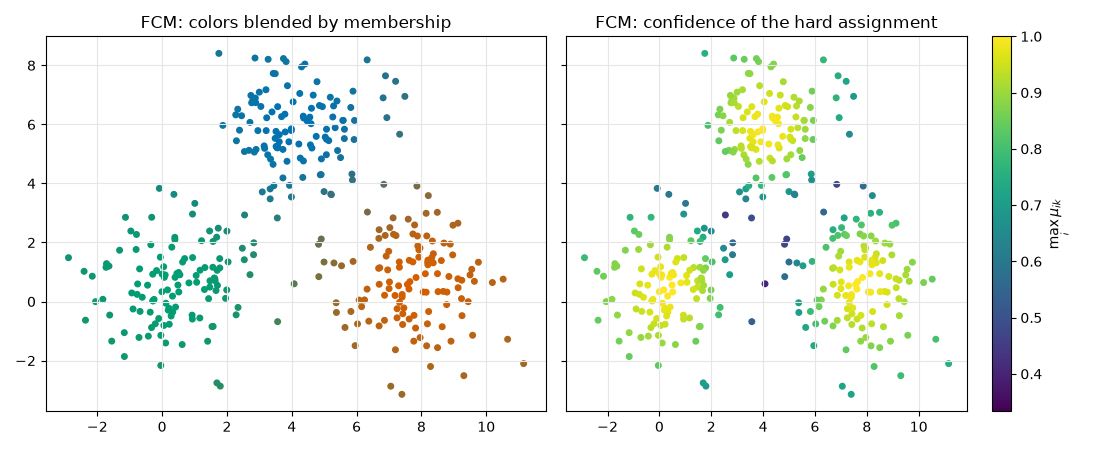 FCM: colors blended by membership
FCM: confidence of the hard assignment
8
6
4
2
0
−2
−2 0 2 4 6 8 10
−2 0 2 4 6 8 10
1.0
0.9
0.8
0.7
0.6
0.5
0.4
max_i μ_ik